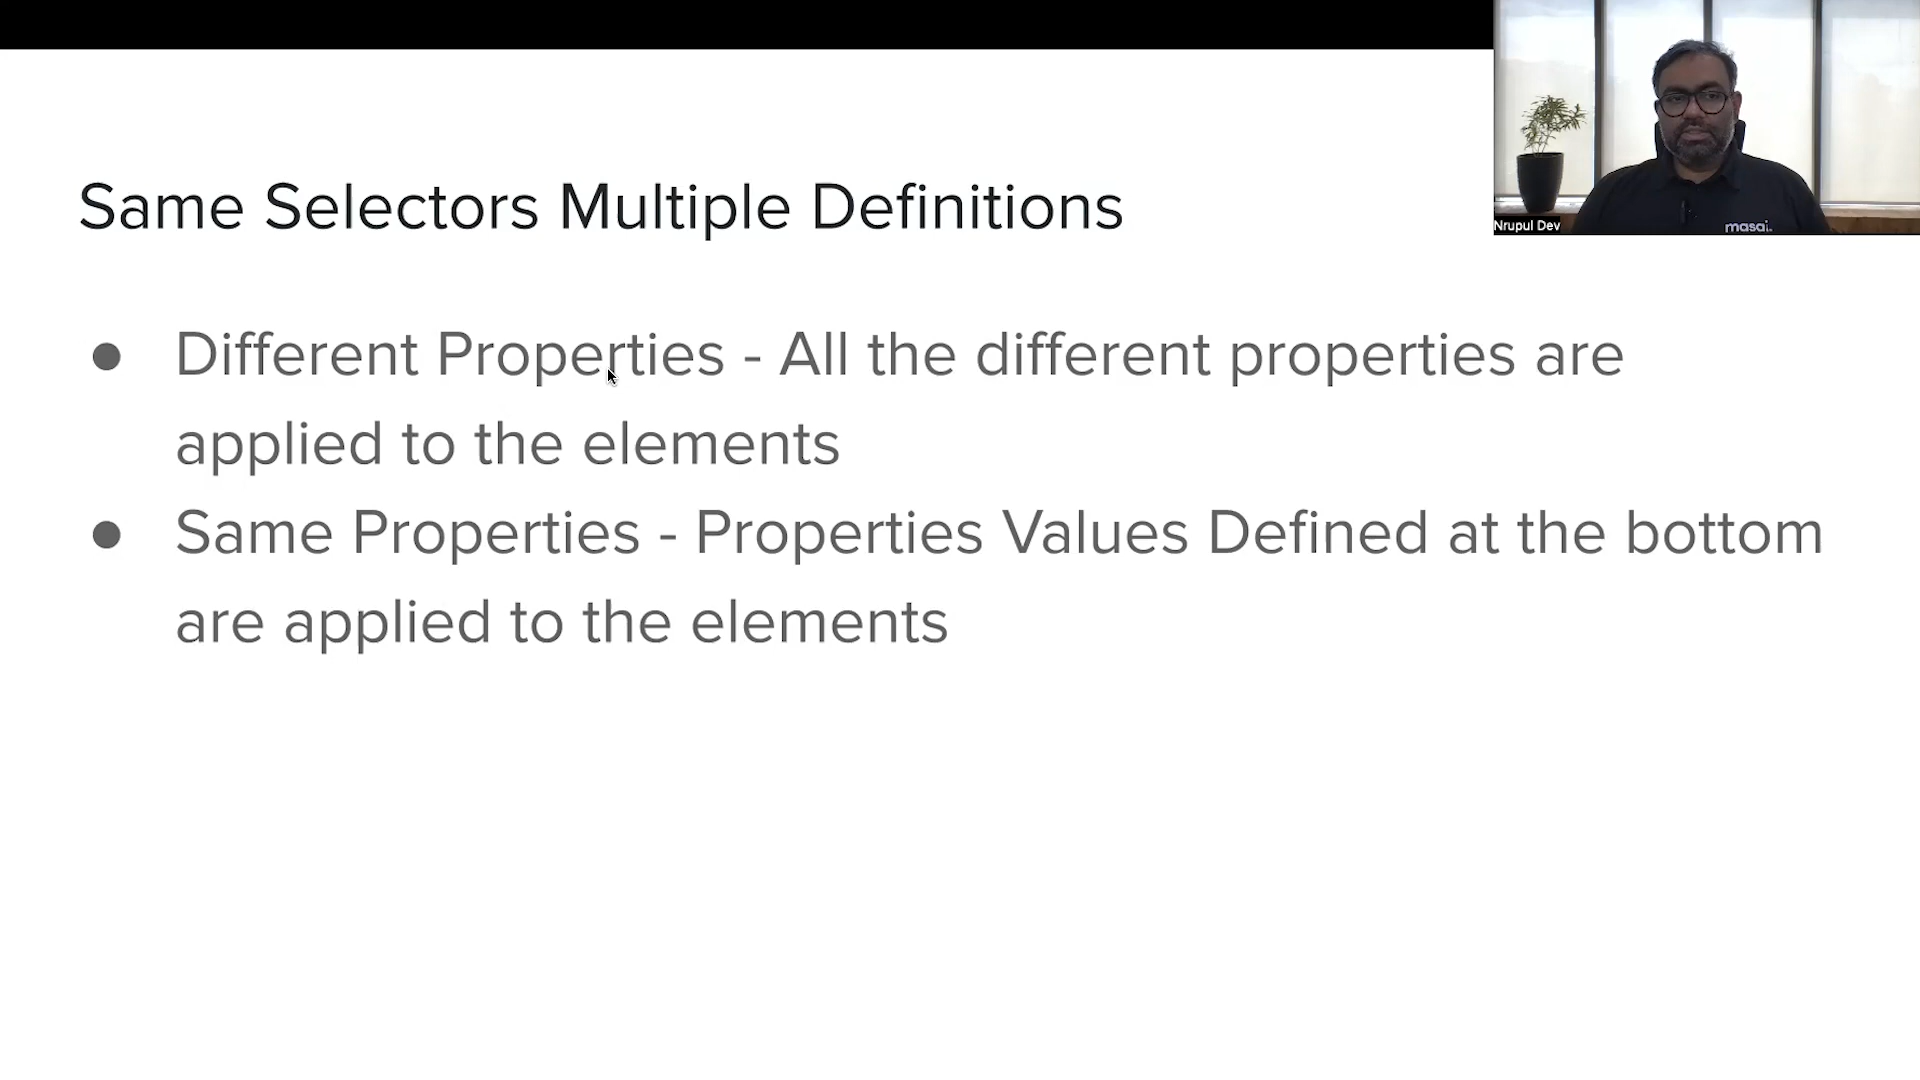 Same Selectors Multiple Definitions
● Different Properties - All the different properties are
applied to the elements
● Same Properties - Properties Values Defined at the bottom
are applied to the elements
Nrupul Dev
masai.